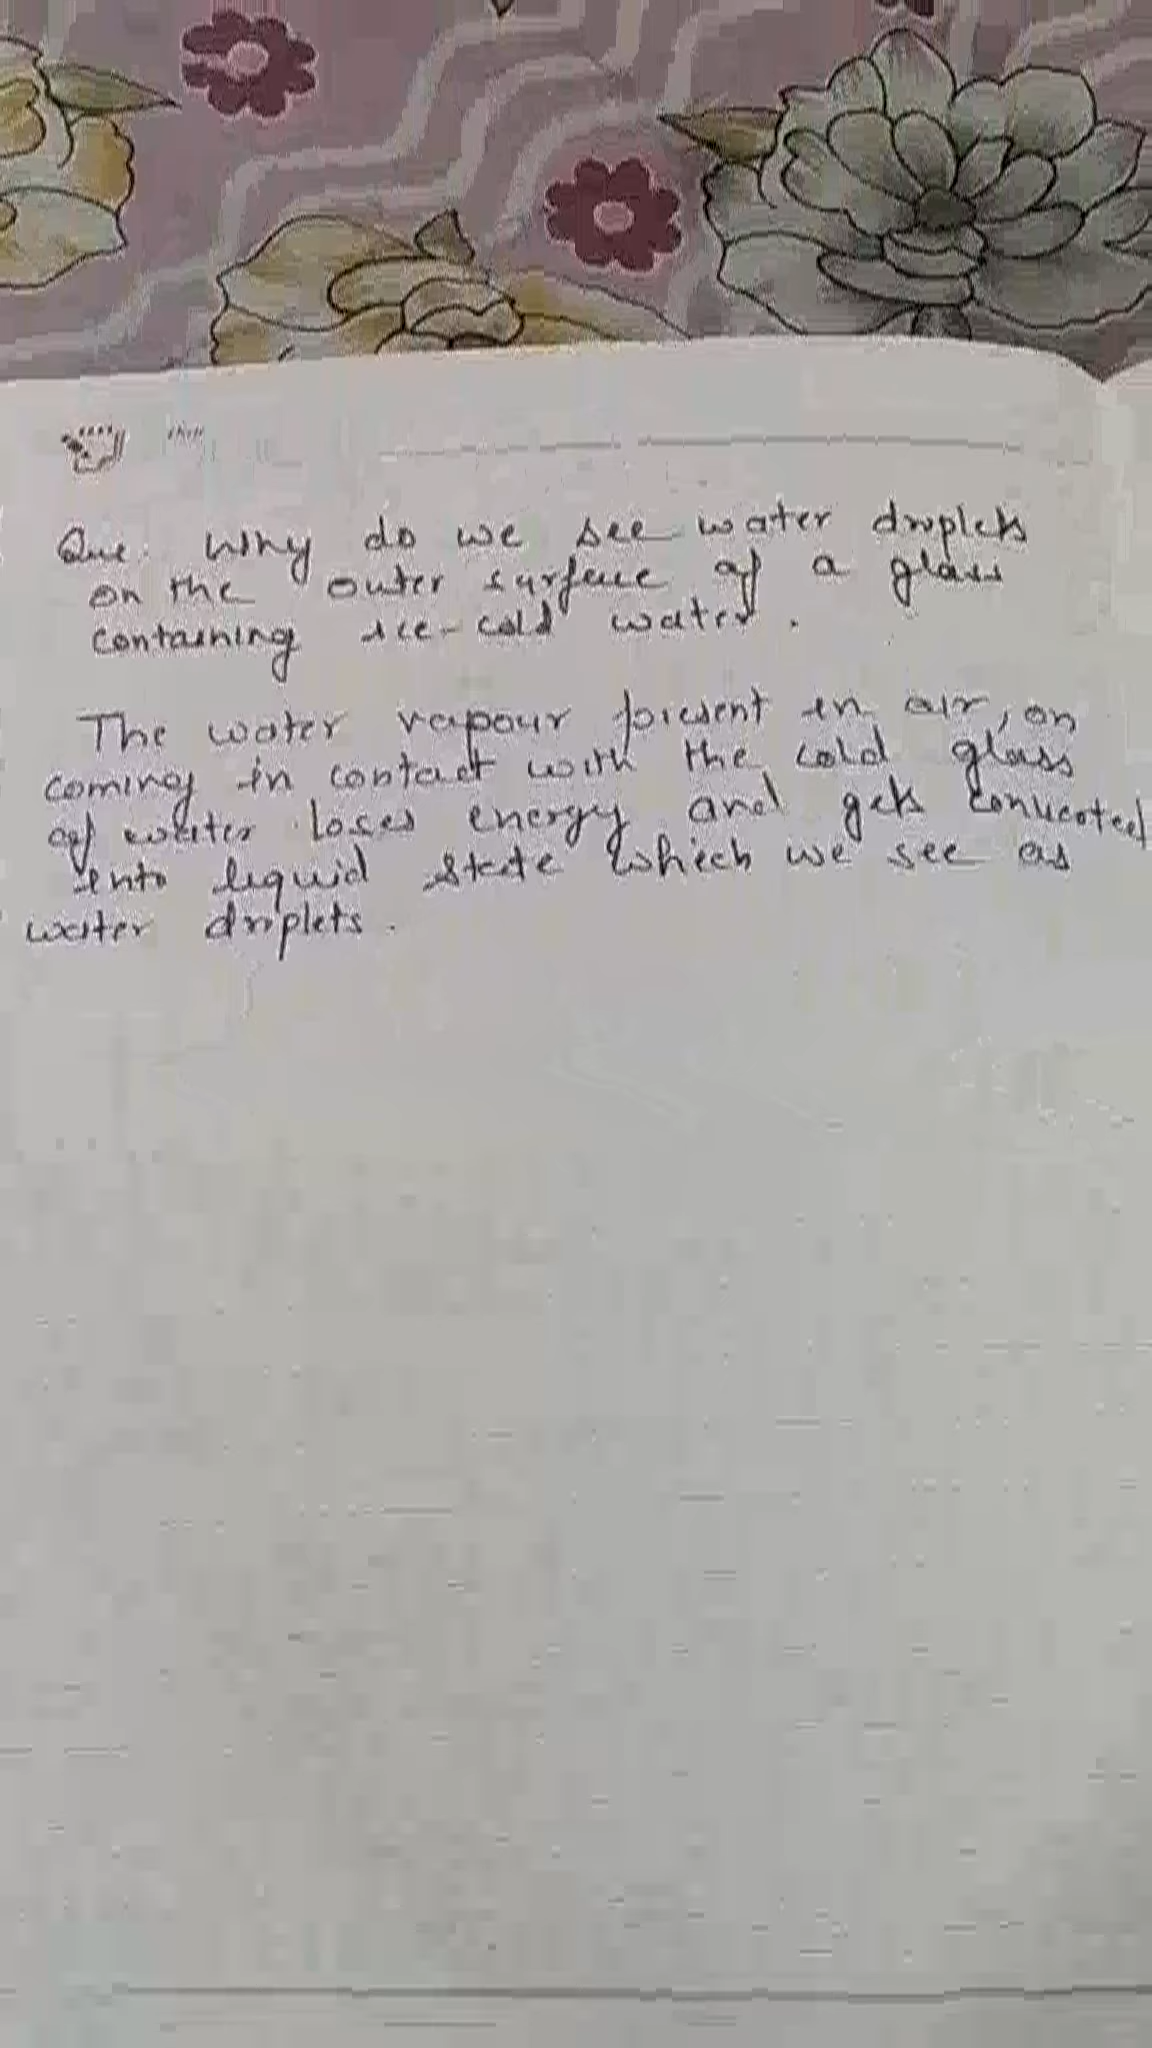 Que. Why do we see water droplets
on the outer surface of a glass
containing ice-cold water.
The water vapour present in air, on
coming in contact with the cold glass
of water loses energy and gets converted
into liquid state which we see as
water droplets.